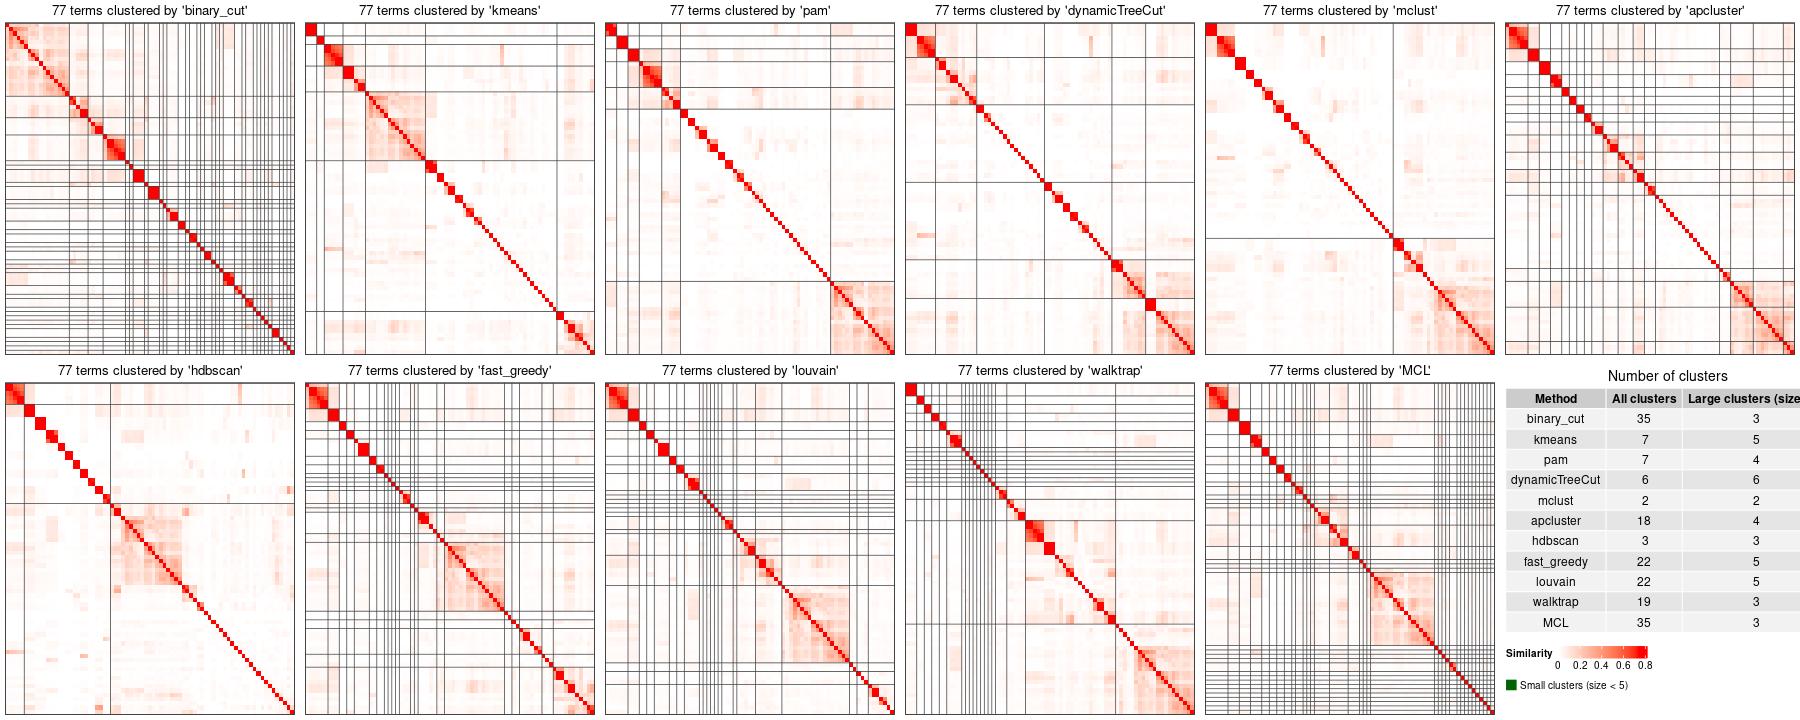 77 terms clustered by 'binary_cut'
77 terms clustered by 'kmeans'
77 terms clustered by 'pam'
77 terms clustered by 'dynamicTreeCut'
77 terms clustered by 'mclust'
77 terms clustered by 'apcluster'
77 terms clustered by 'hdbscan'
77 terms clustered by 'fast_greedy'
77 terms clustered by 'louvain'
77 terms clustered by 'walktrap'
77 terms clustered by 'MCL'
Number of clusters
Method All clusters Large clusters (size
binary_cut 35 3
kmeans 7 5
pam 7 4
dynamicTreeCut 6 6
mclust 2 2
apcluster 18 4
hdbscan 3 3
fast_greedy 22 5
louvain 22 5
walktrap 19 3
MCL 35 3
Similarity
0 0.2 0.4 0.6 0.8
Small clusters (size < 5)